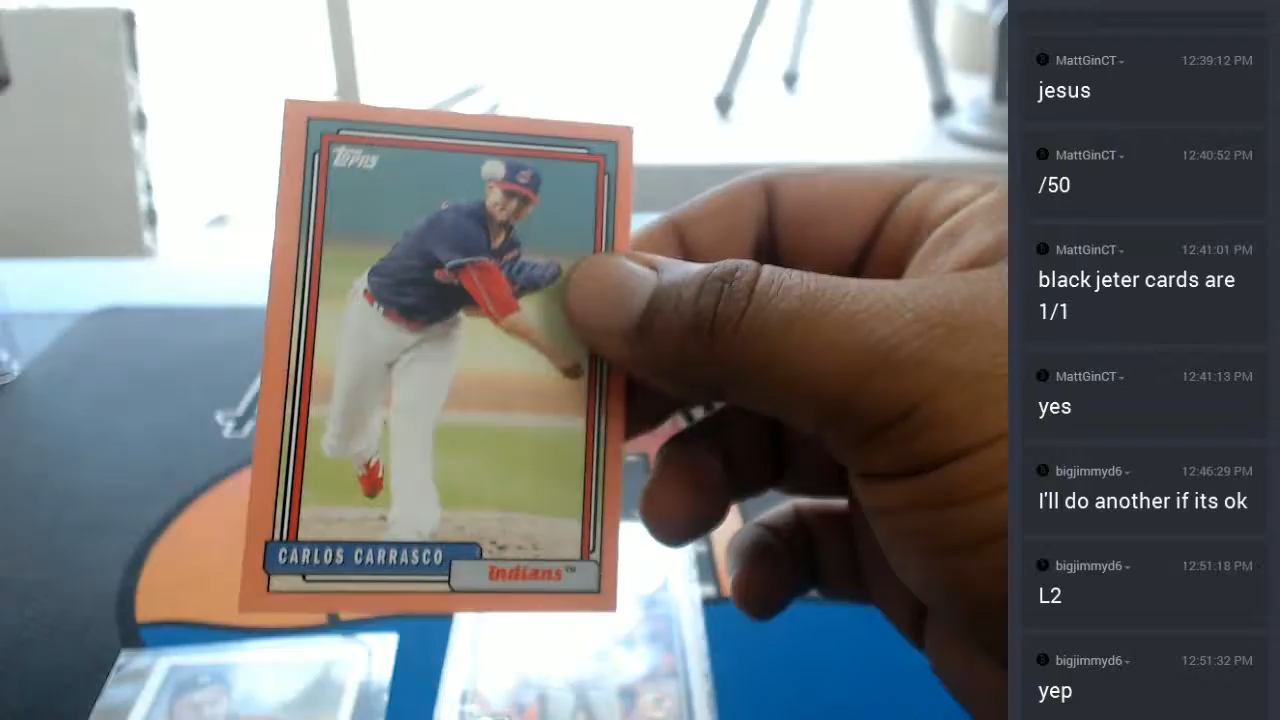 Topps
CARLOS CARRASCO
Indians™
MattGinCT
12:39:12 PM
jesus
MattGinCT
12:40:52 PM
/50
MattGinCT
12:41:01 PM
black jeter cards are
1/1
MattGinCT
12:41:13 PM
yes
bigjimmyd6
12:46:29 PM
I'll do another if its ok
bigjimmyd6
12:51:18 PM
L2
bigjimmyd6
12:51:32 PM
yep